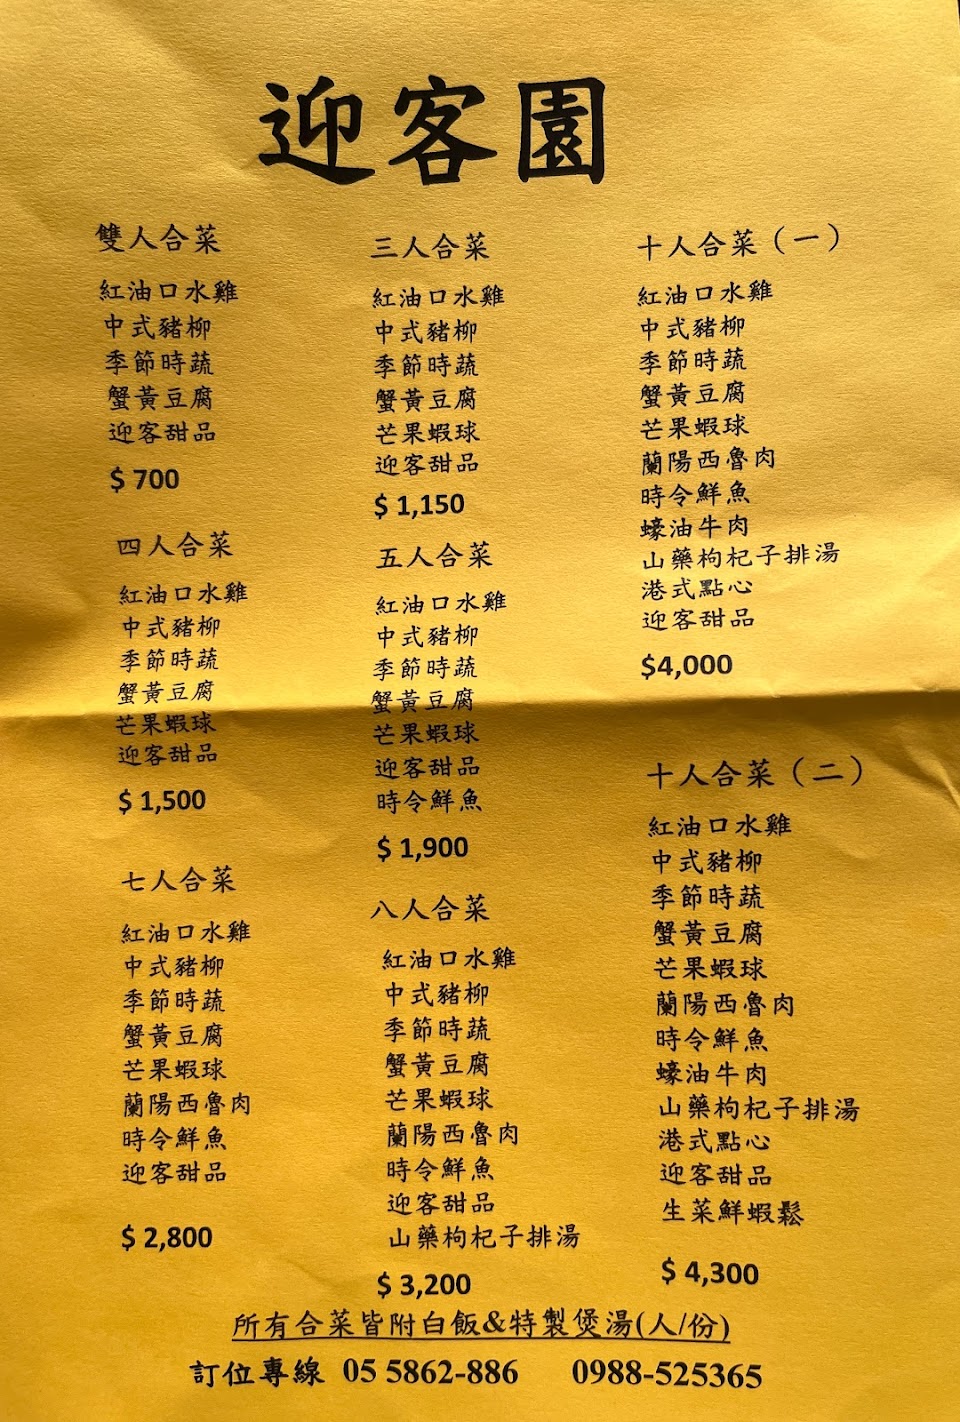 迎客園
雙人合菜
紅油口水雞
中式豬柳
季節時蔬
蟹黃豆腐
迎客甜品
$ 700
三人合菜
紅油口水雞
中式豬柳
季節時蔬
蟹黃豆腐
芒果蝦球
迎客甜品
$ 1,150
四人合菜
紅油口水雞
中式豬柳
季節時蔬
蟹黃豆腐
芒果蝦球
迎客甜品
$ 1,500
五人合菜
紅油口水雞
中式豬柳
季節時蔬
蟹黃豆腐
芒果蝦球
迎客甜品
時令鮮魚
$ 1,900
七人合菜
紅油口水雞
中式豬柳
季節時蔬
蟹黃豆腐
芒果蝦球
蘭陽西魯肉
時令鮮魚
迎客甜品
$ 2,800
八人合菜
紅油口水雞
中式豬柳
季節時蔬
蟹黃豆腐
芒果蝦球
蘭陽西魯肉
時令鮮魚
迎客甜品
山藥枸杞子排湯
$ 3,200
十人合菜（一）
紅油口水雞
中式豬柳
季節時蔬
蟹黃豆腐
芒果蝦球
蘭陽西魯肉
時令鮮魚
蠔油牛肉
山藥枸杞子排湯
港式點心
迎客甜品
$4,000
十人合菜（二）
紅油口水雞
中式豬柳
季節時蔬
蟹黃豆腐
芒果蝦球
蘭陽西魯肉
時令鮮魚
蠔油牛肉
山藥枸杞子排湯
港式點心
迎客甜品
生菜鮮蝦鬆
$ 4,300
所有合菜皆附白飯&特製煲湯(人/份)
訂位專線 05 5862-886 0988-525365